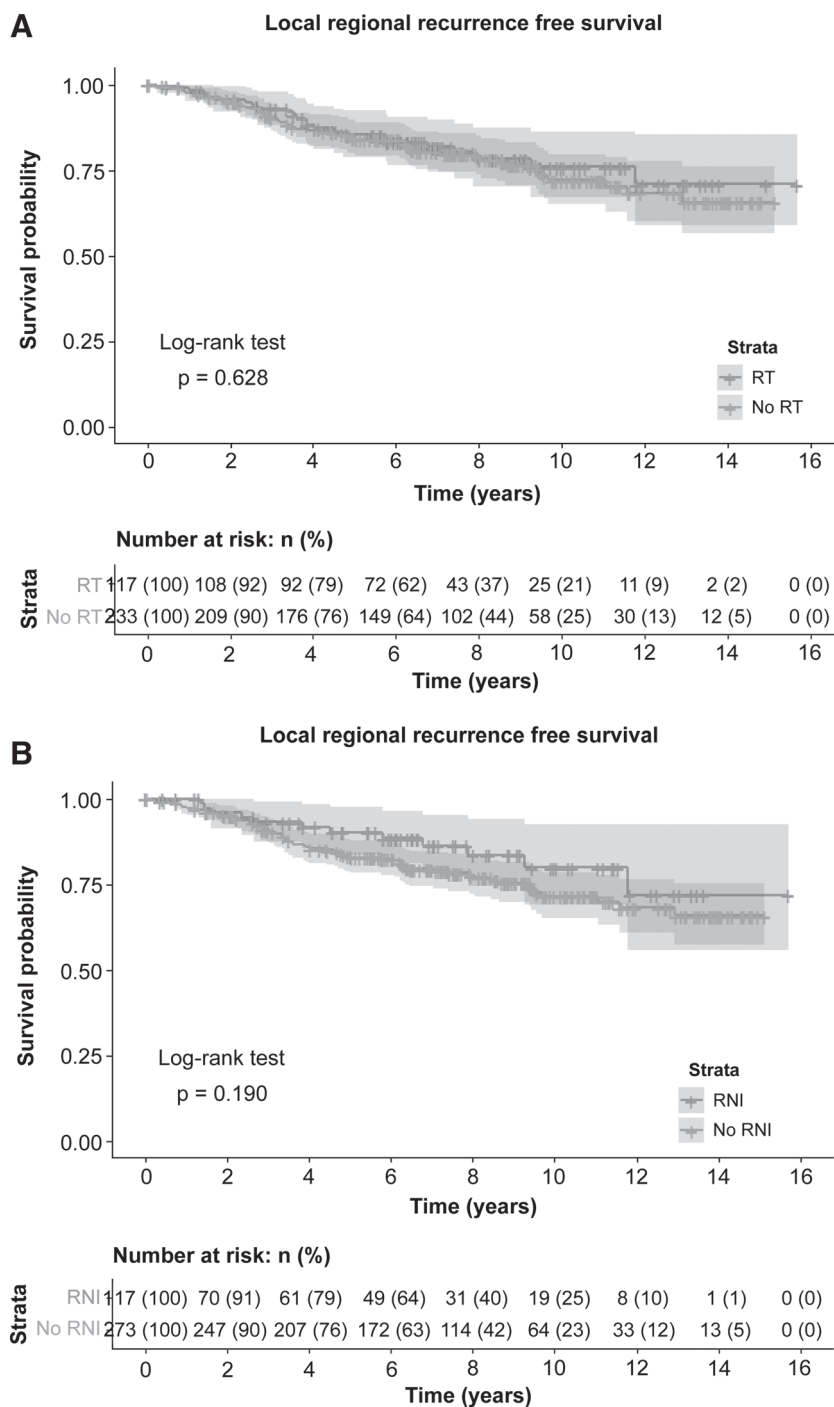 A
Local regional recurrence free survival
Survival probability
1.00
0.75
0.50
0.25
0.00
Log-rank test
p = 0.628
Strata
RT
No RT
0 2 4 6 8 10 12 14 16
Time (years)
Number at risk: n (%)
Strata
RT 117 (100) 108 (92) 92 (79) 72 (62) 43 (37) 25 (21) 11 (9) 2 (2) 0 (0)
No RT 233 (100) 209 (90) 176 (76) 149 (64) 102 (44) 58 (25) 30 (13) 12 (5) 0 (0)
0 2 4 6 8 10 12 14 16
Time (years)
B
Local regional recurrence free survival
Survival probability
1.00
0.75
0.50
0.25
0.00
Log-rank test
p = 0.190
Strata
RNI
No RNI
0 2 4 6 8 10 12 14 16
Time (years)
Number at risk: n (%)
Strata
RNI 117 (100) 70 (91) 61 (79) 49 (64) 31 (40) 19 (25) 8 (10) 1 (1) 0 (0)
No RNI 273 (100) 247 (90) 207 (76) 172 (63) 114 (42) 64 (23) 33 (12) 13 (5) 0 (0)
0 2 4 6 8 10 12 14 16
Time (years)